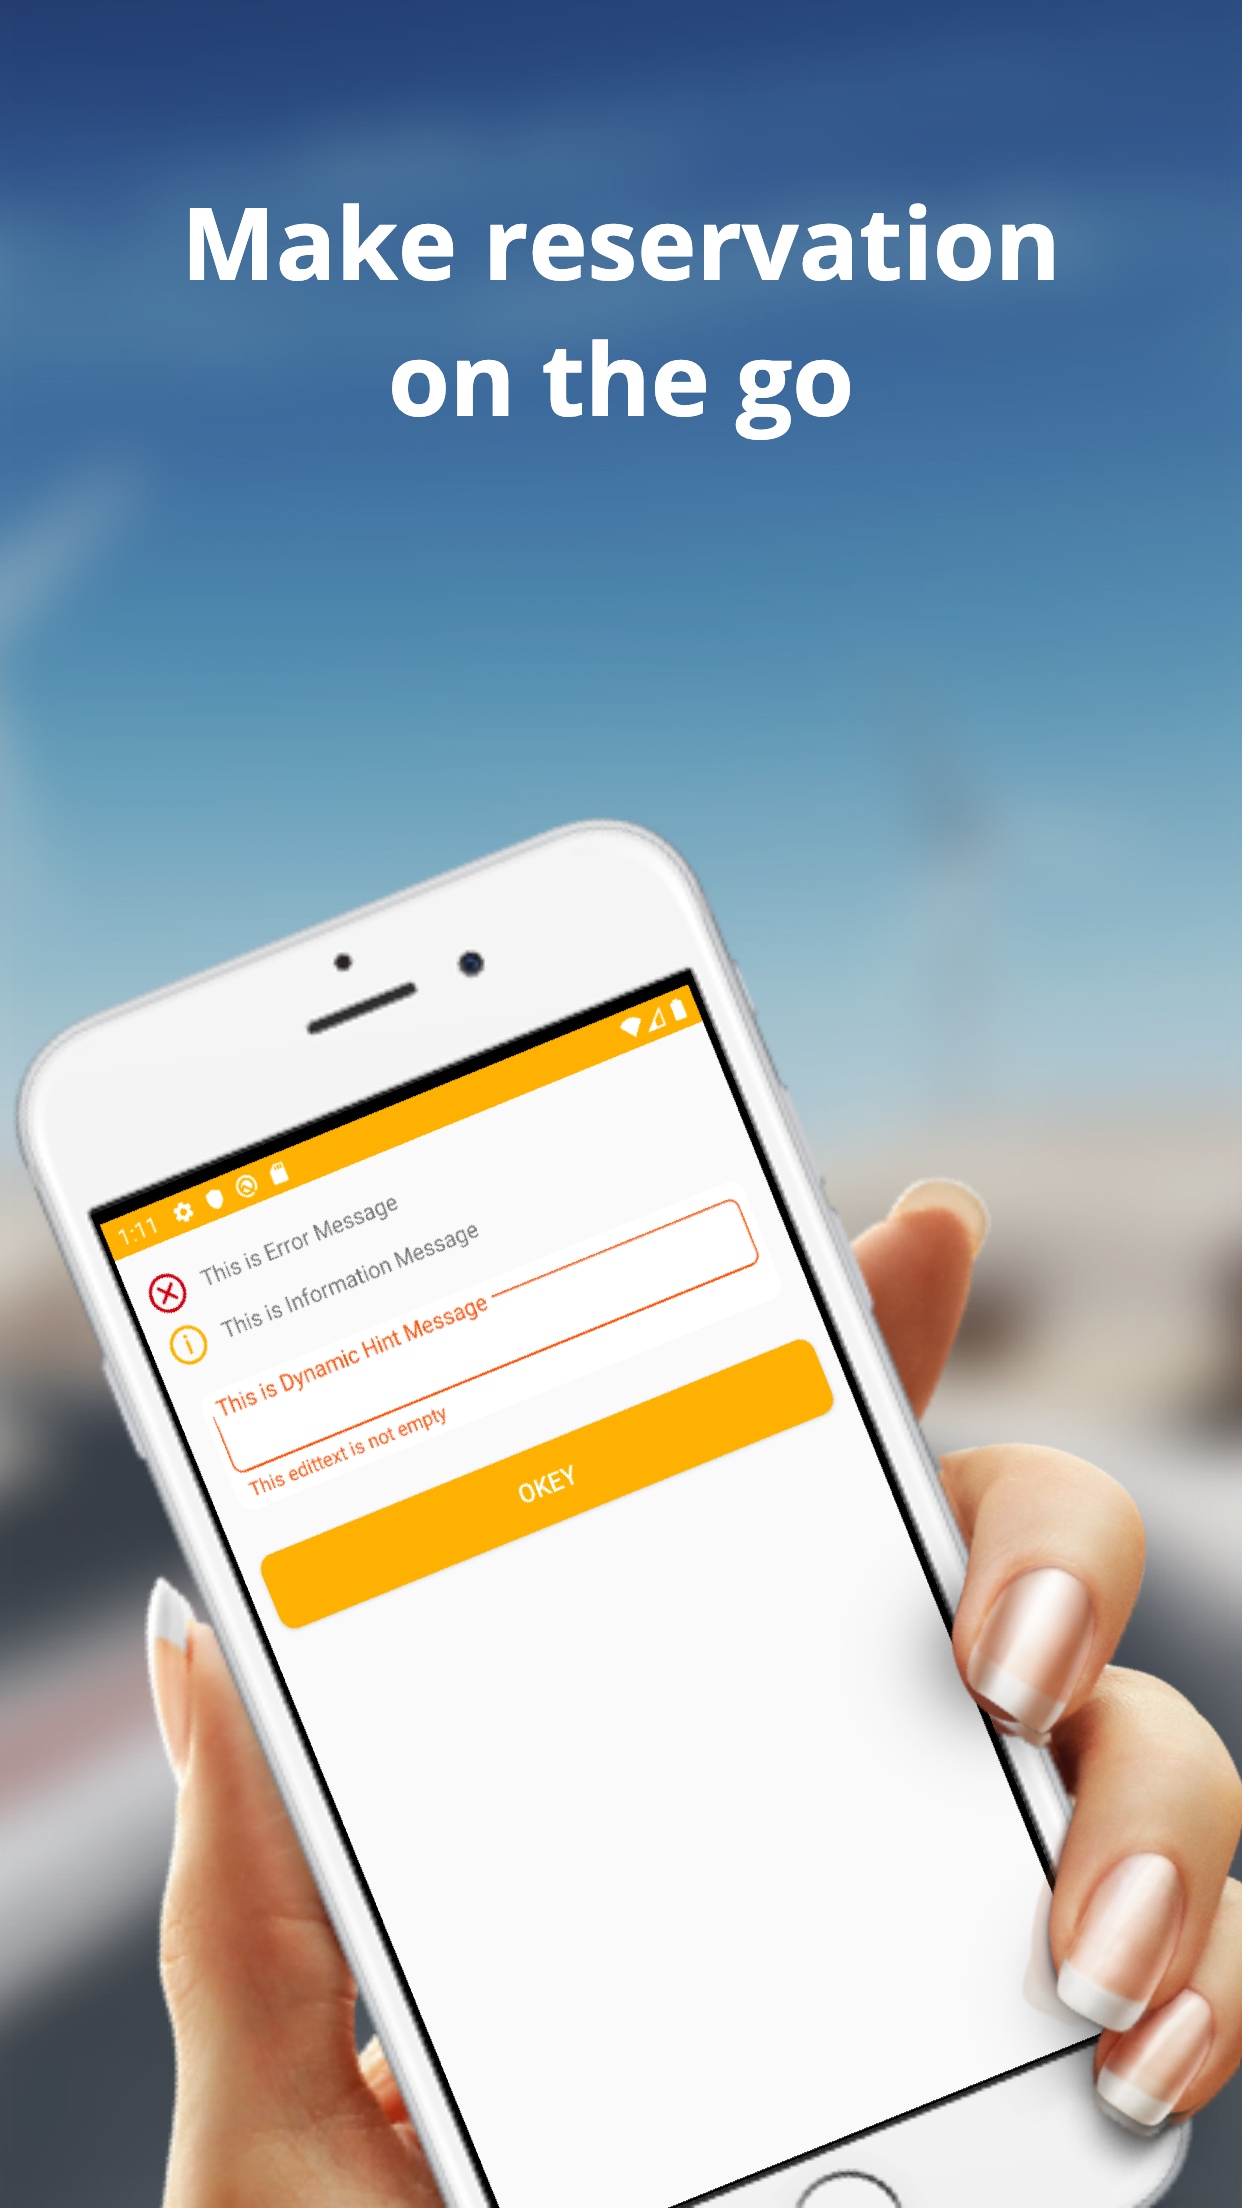 Make reservation
on the go
1:11
This is Error Message
This is Information Message
This is Dynamic Hint Message
This edittext is not empty
OKEY